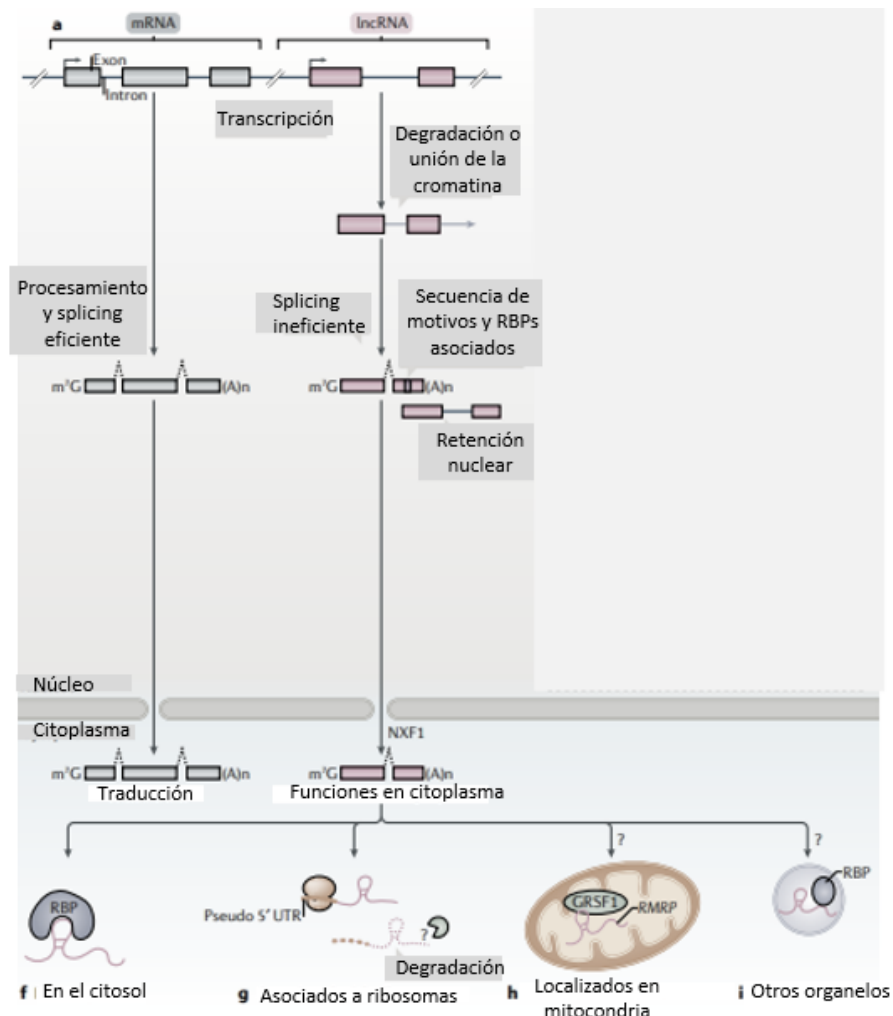 a mRNA lncRNA
Exon
Intron
Transcripción
Degradación o
unión de la
cromatina
Procesamiento
y splicing
eficiente
Splicing
ineficiente
Secuencia de
motivos y RBPs
asociados
m⁷G (A)n
m⁷G (A)n
Retención
nuclear
Núcleo
Citoplasma
NXF1
m⁷G (A)n
m⁷G (A)n
Traducción
Funciones en citoplasma
? ?
RBP
Pseudo 5′ UTR
?
Degradación
GRSF1
RMRP
RBP
f En el citosol
g Asociados a ribosomas
h Localizados en
mitocondria
i Otros organelos